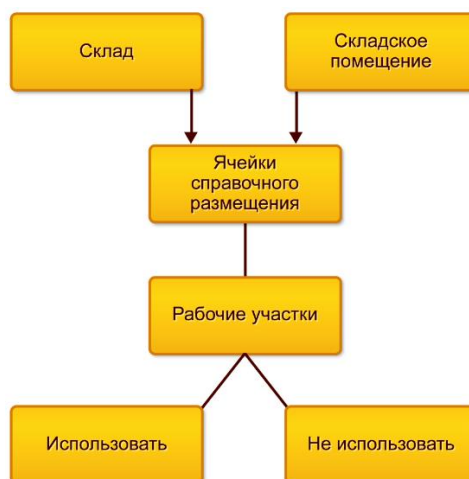 Склад
Складское
помещение
Ячейки
справочного
размещения
Рабочие участки
Использовать
Не использовать